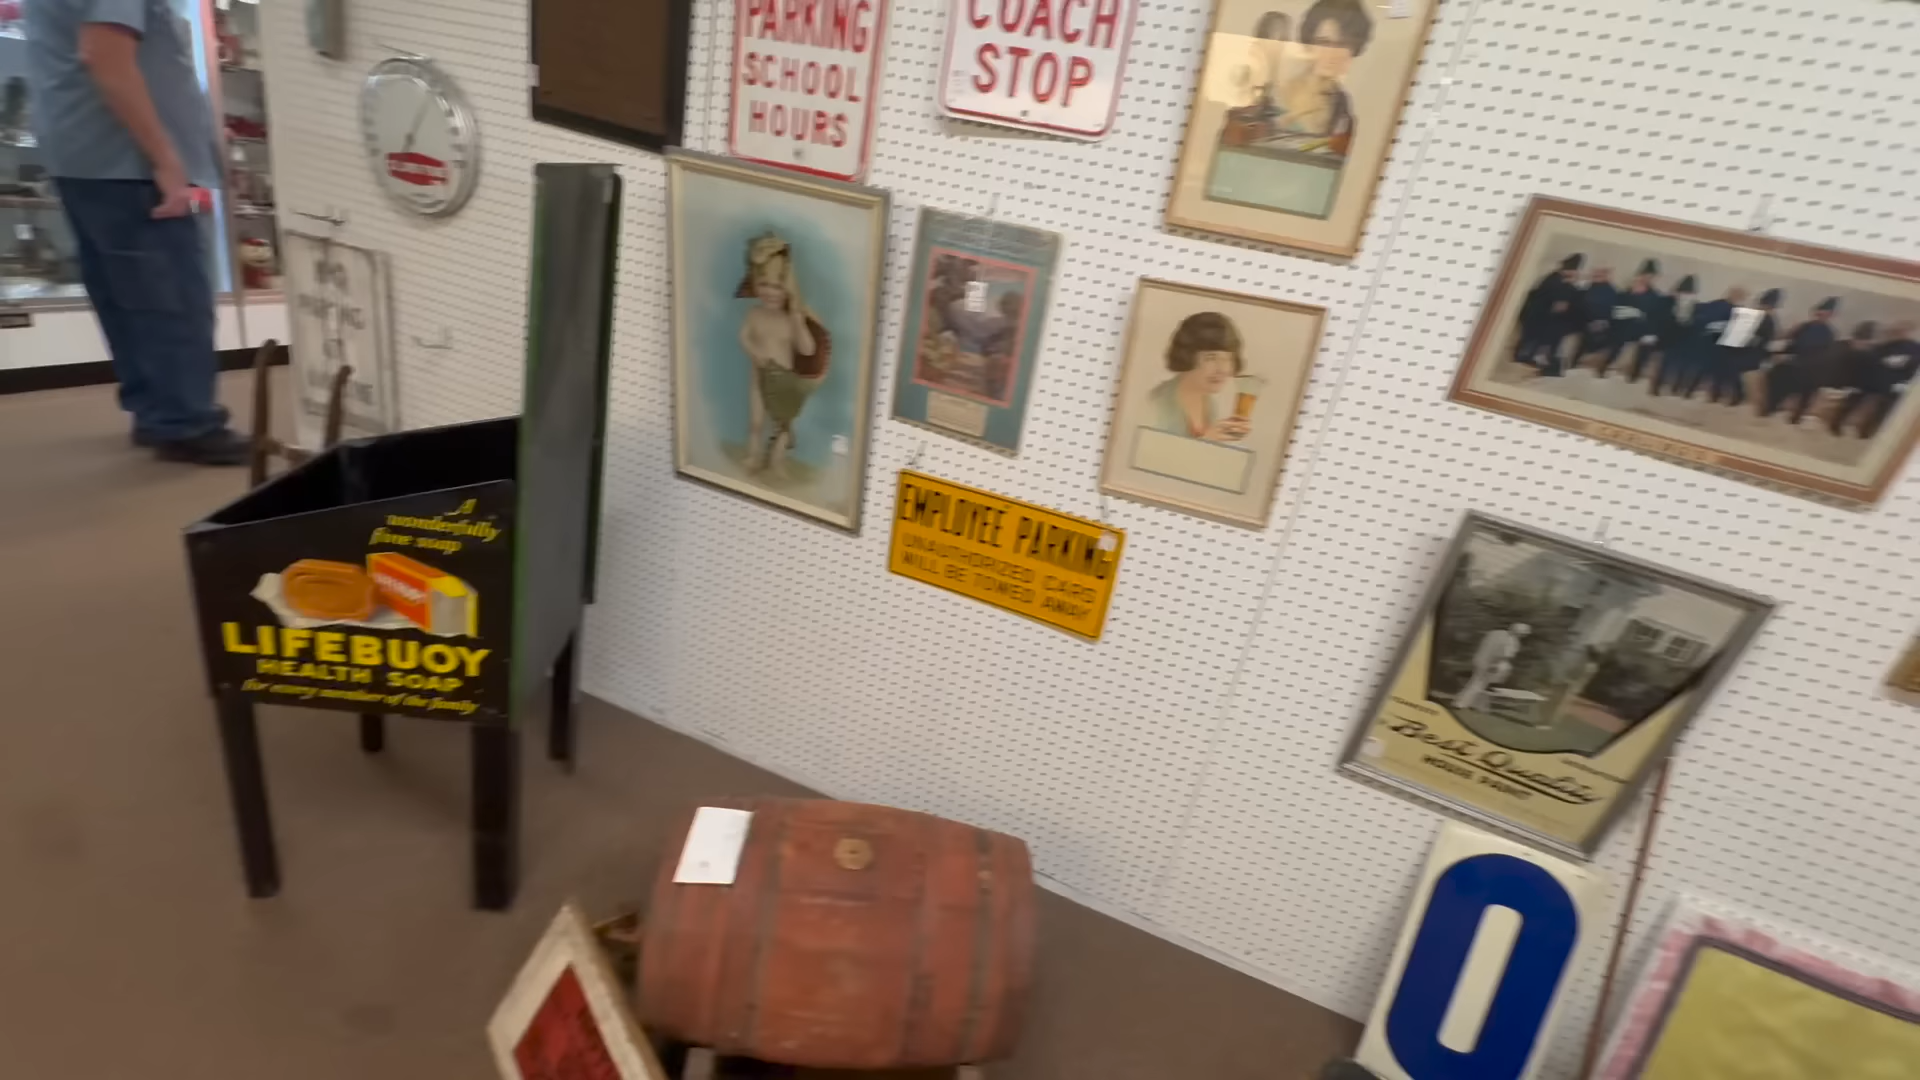 PARKING
SCHOOL
HOURS
COACH
STOP
EMPLOYEE PARKING
UNAUTHORIZED CARS
WILL BE TOWED AWAY
A
wonderfully
fine soap
LIFEBUOY
HEALTH SOAP
for every member of the family
Best Quality
HOUSE PAINT
O